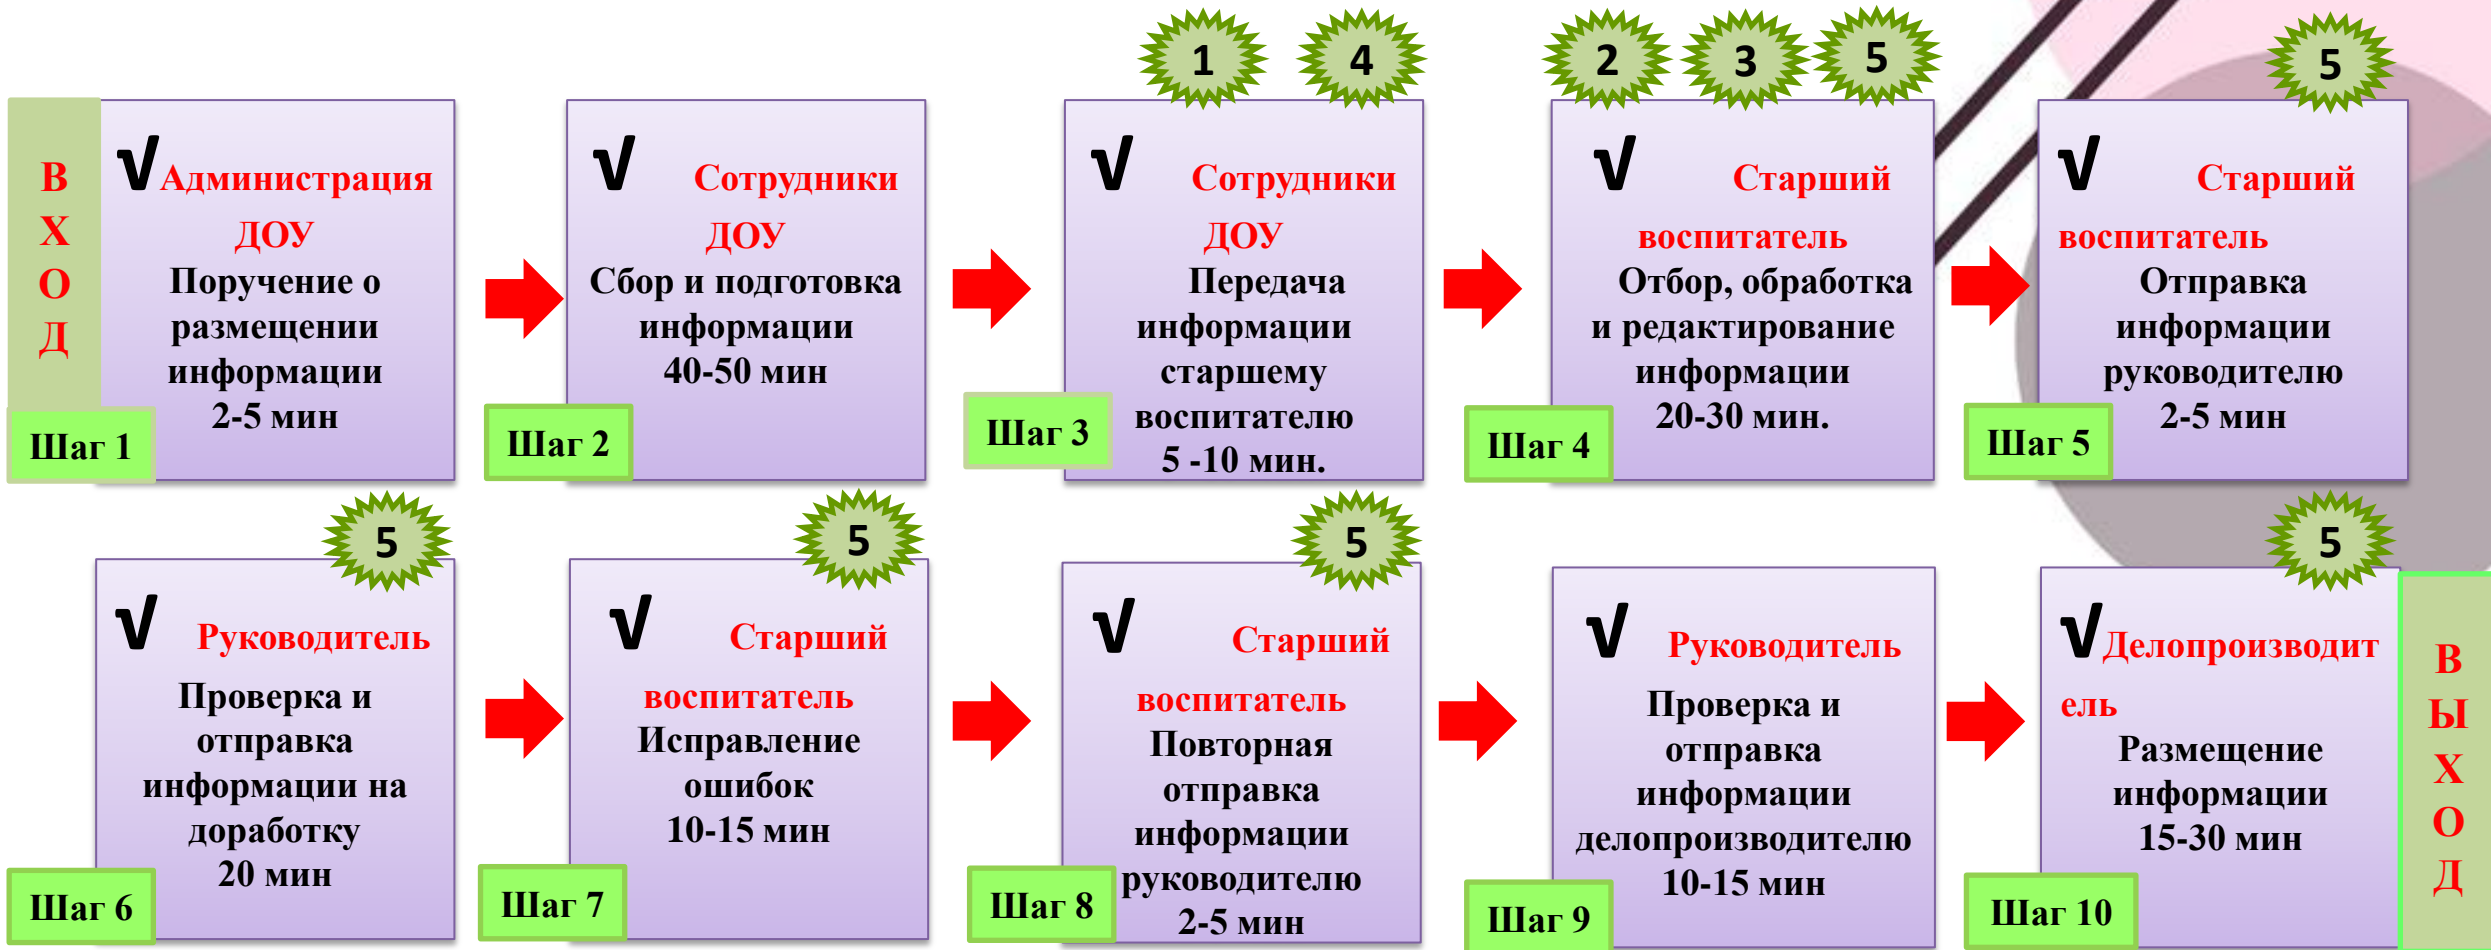 1
4
2
3
5
5
В
Х
О
Д
√Администрация
ДОУ
Поручение о
размещении
информации
2-5 мин
Шаг 1
√ Сотрудники
ДОУ
Сбор и подготовка
информации
40-50 мин
Шаг 2
√ Сотрудники
ДОУ
Передача
информации
старшему
воспитателю
5 -10 мин.
Шаг 3
√ Старший
воспитатель
Отбор, обработка
и редактирование
информации
20-30 мин.
Шаг 4
√ Старший
воспитатель
Отправка
информации
руководителю
2-5 мин
Шаг 5
5
√ Руководитель
Проверка и
отправка
информации на
доработку
20 мин
Шаг 6
5
√ Старший
воспитатель
Исправление
ошибок
10-15 мин
Шаг 7
5
√ Старший
воспитатель
Повторная
отправка
информации
руководителю
2-5 мин
Шаг 8
√ Руководитель
Проверка и
отправка
информации
делопроизводителю
10-15 мин
Шаг 9
5
√Делопроизводит
ель
Размещение
информации
15-30 мин
Шаг 10
В
Ы
Х
О
Д